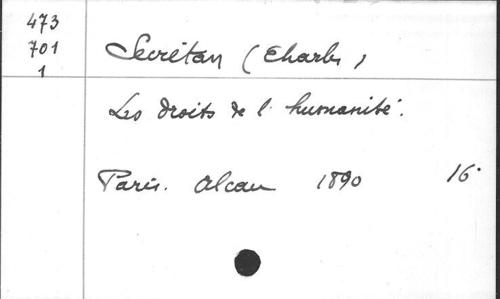 473
701
1
Secrétan (Charles)
Les droits de l'humanité.
Paris. Alcan 1890 16°